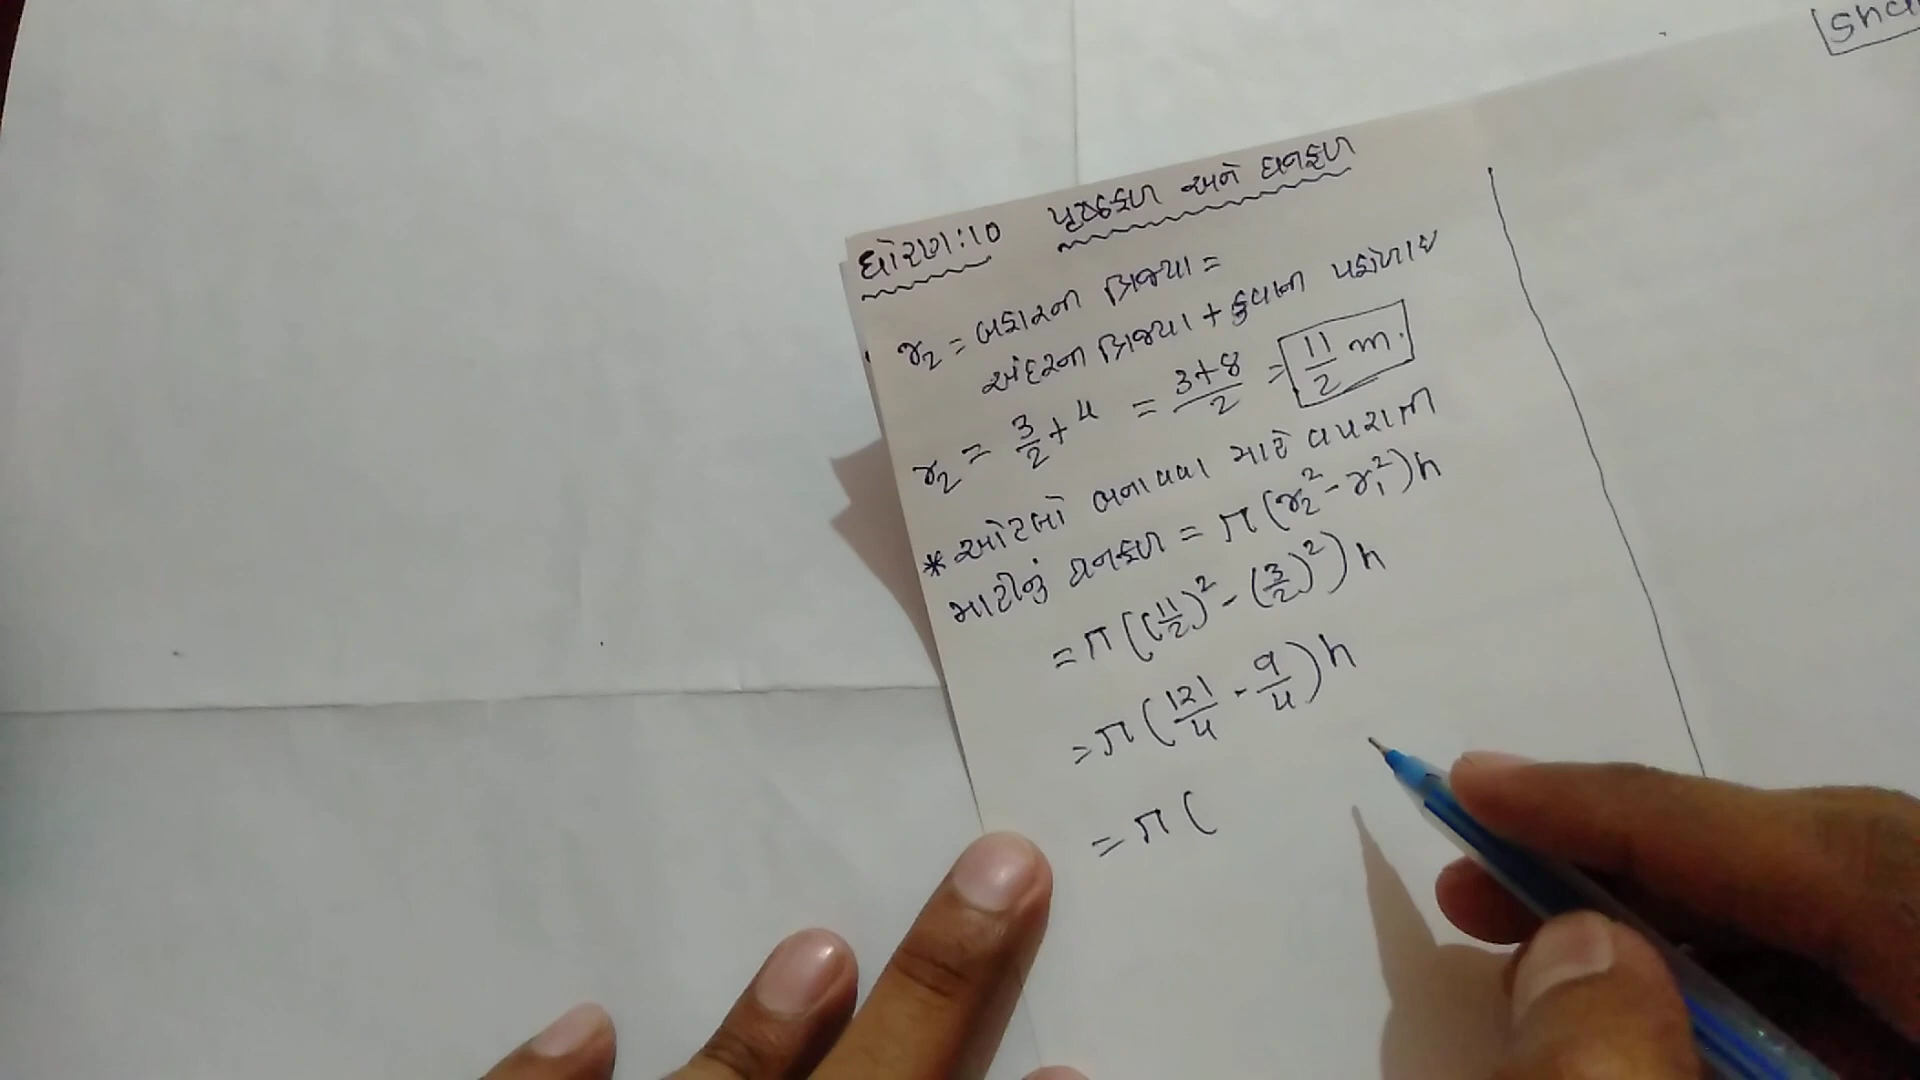 ધોરણ:10 પૃષ્ઠફળ અને ઘનફળ
r₂ = બહારના ત્રિજ્યા =
અંદરના ત્રિજ્યા + કુવાના પહોળાઇ
r₂ = 3/2 + 4 = (3+8)/2 = 11/2 m.
* ઓટલો બનાવવા માટે વપરાતી
માટીનું ઘનફળ = π(r₂² - r₁²)h
= π((11/2)² - (3/2)²)h
= π(121/4 - 9/4)h
= π(